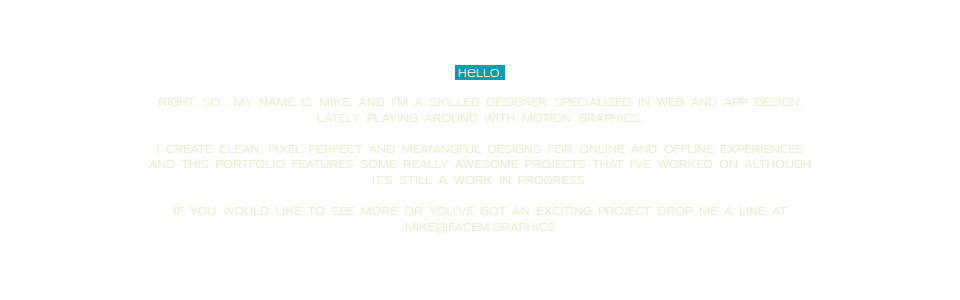 HeLLO.
RIGHT, SO.. MY NAME IS MIKE, AND I'M A SKILLED DESIGNER SPECIALIZED IN WEB AND APP DESIGN,
LATELY PLAYING AROUND WITH MOTION GRAPHICS.
I CREATE CLEAN, PIXEL PERFECT AND MEANINGFUL DESIGNS FOR ONLINE AND OFFLINE EXPERIENCES
AND THIS PORTFOLIO FEATURES SOME REALLY AWESOME PROJECTS THAT I'VE WORKED ON ALTHOUGH
IT'S STILL A WORK IN PROGRESS.
IF YOU WOULD LIKE TO SEE MORE OR YOU'VE GOT AN EXCITING PROJECT DROP ME A LINE AT
MIKE@FACEM.GRAPHICS